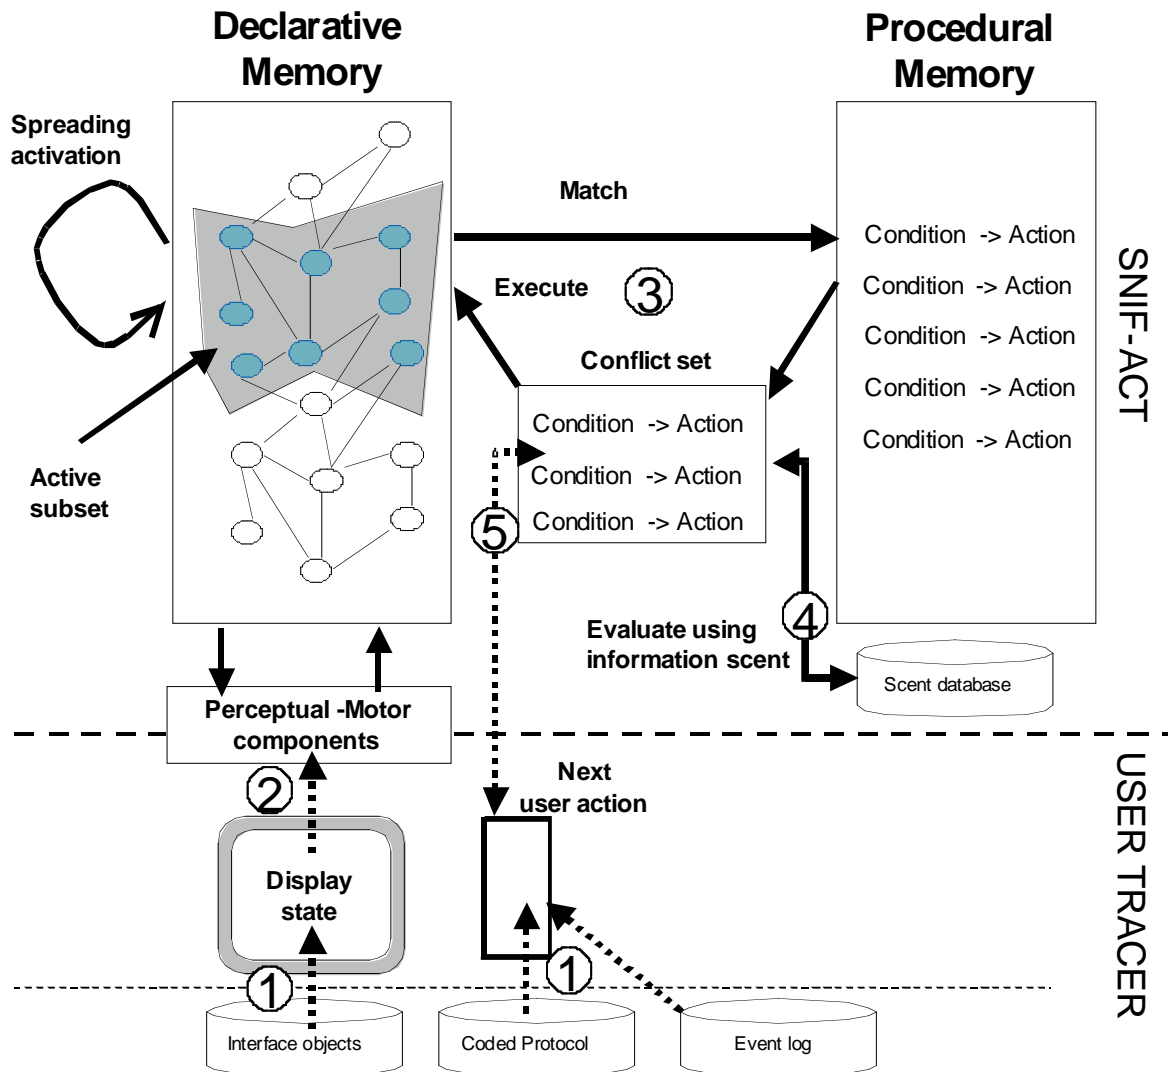 Declarative
Memory
Procedural
Memory
Spreading
activation
Match
Condition -> Action
Condition -> Action
Condition -> Action
Condition -> Action
Condition -> Action
Execute
3
Conflict set
Condition -> Action
Condition -> Action
Condition -> Action
Active
subset
5
4
Evaluate using
information scent
Scent database
SNIF-ACT
Perceptual -Motor
components
2
Next
user action
Display
state
1
1
USER TRACER
Interface objects
Coded Protocol
Event log